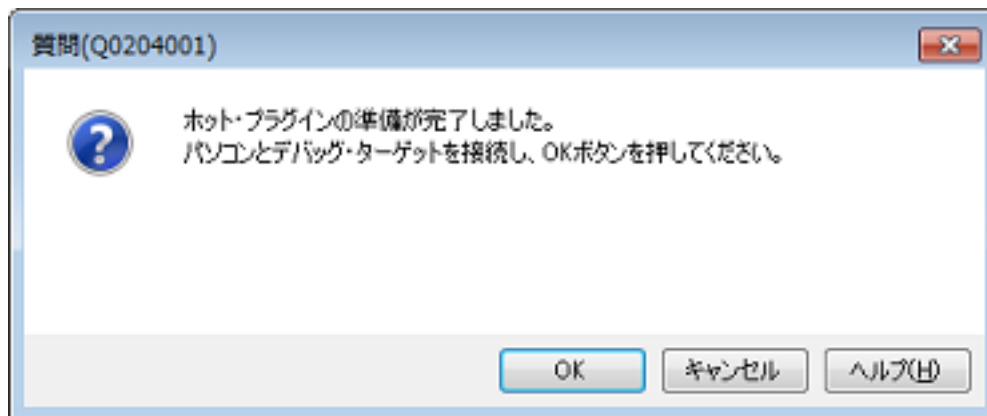 質問(Q0204001)
ホット・プラグインの準備が完了しました。
パソコンとデバッグ・ターゲットを接続し、OKボタンを押してください。
OK
キャンセル
ヘルプ(H)